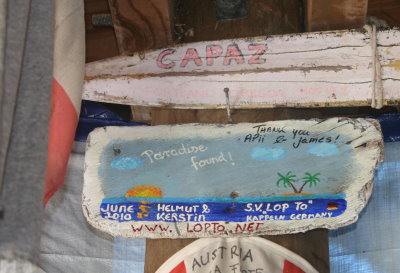 CAPAZ
THANK YOU
APII & James!
Paradise
found!
JUNE
2010
HELMUT &
KERSTIN
S.V. "LOP TO"
KAPPELN GERMANY
WWW. LOPTO.NET
AUSTRIA